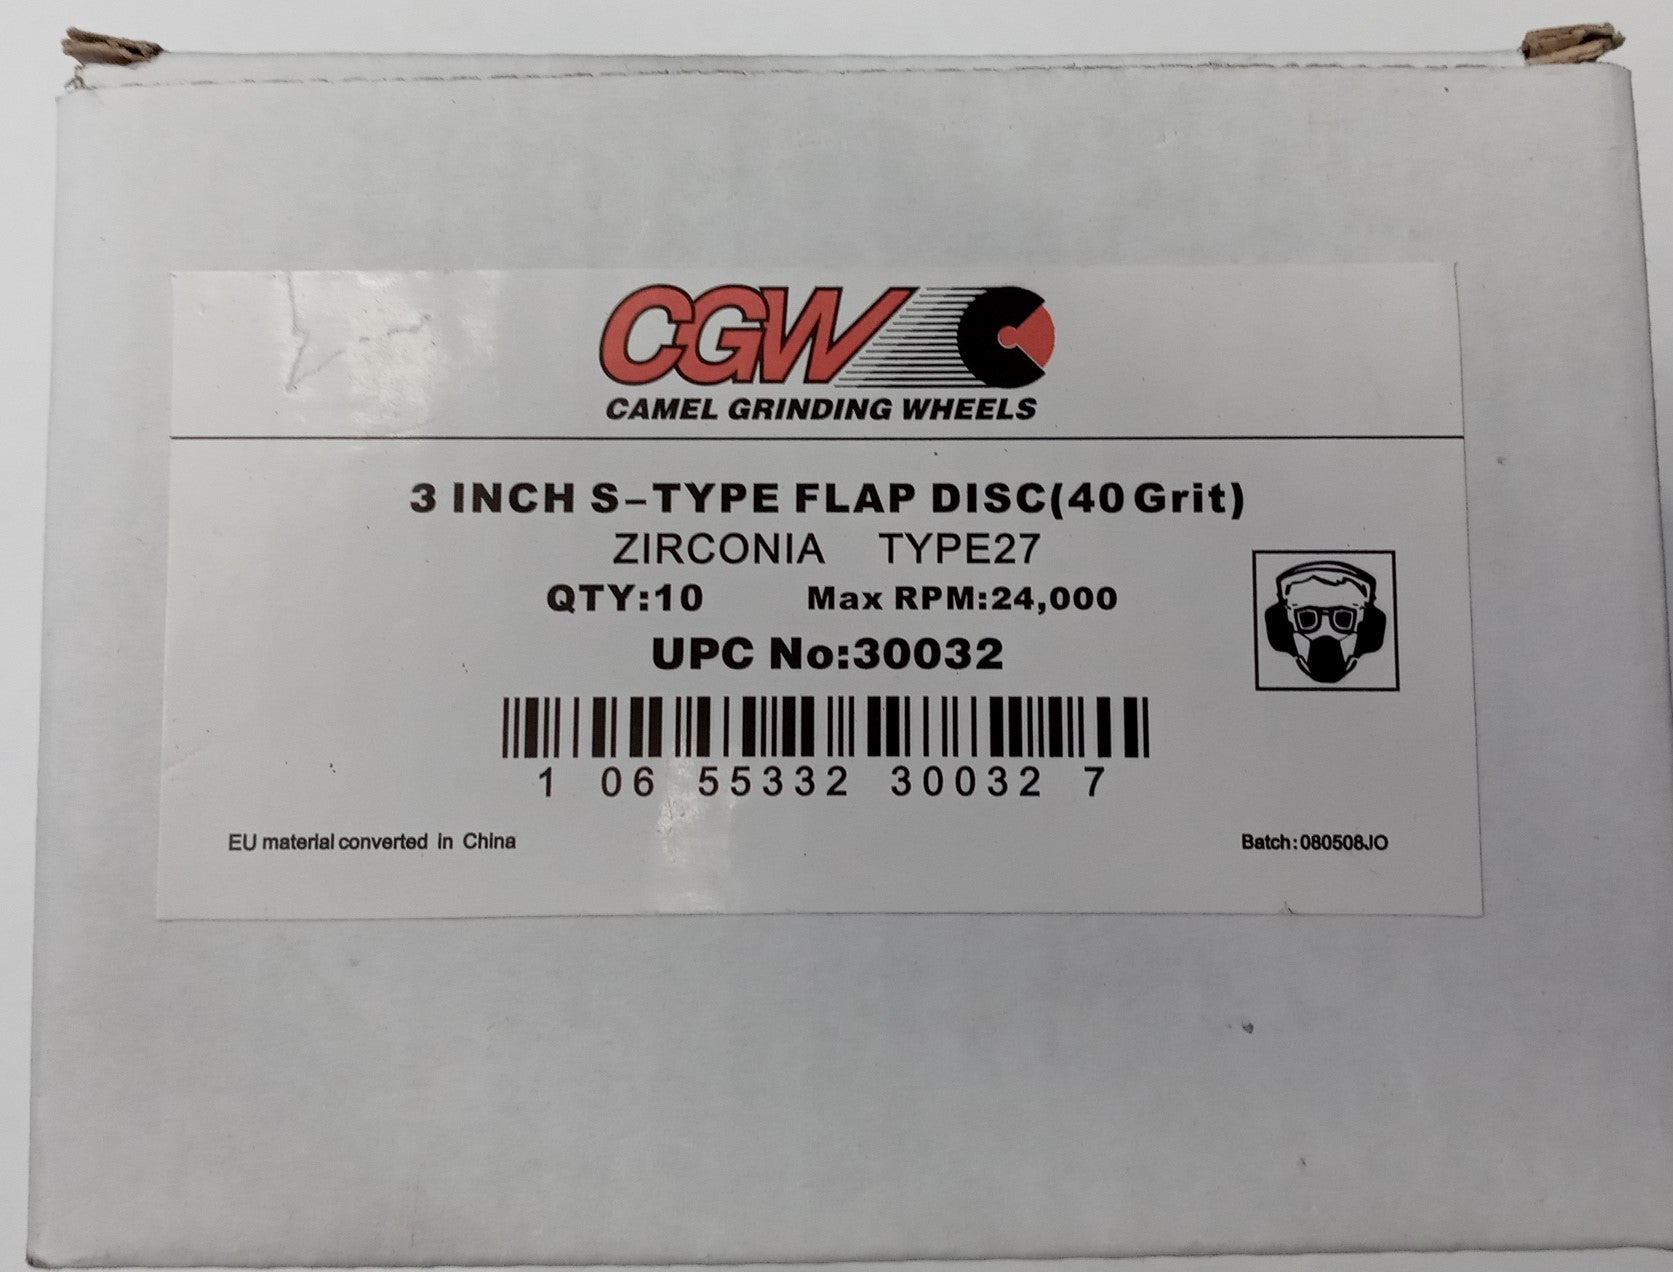 CGW
CAMEL GRINDING WHEELS
3 INCH S-TYPE FLAP DISC(40 Grit)
ZIRCONIA TYPE27
QTY:10 Max RPM:24,000
UPC No:30032
1 06 55332 30032 7
EU material converted in China
Batch:080508JO